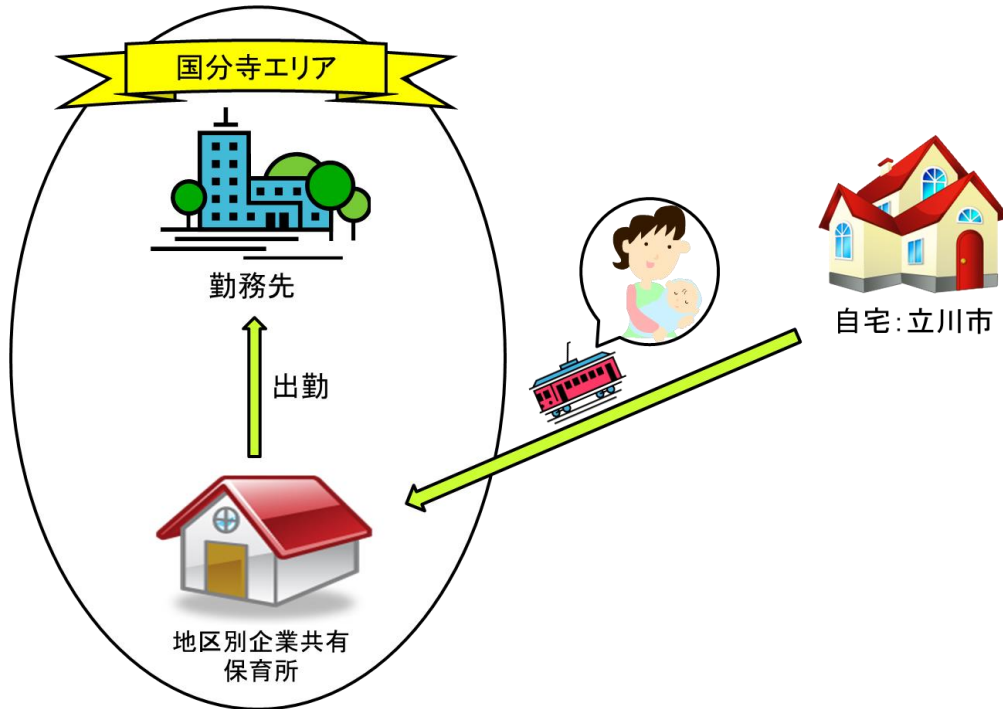 国分寺エリア
勤務先
自宅:立川市
出勤
地区別企業共有
保育所